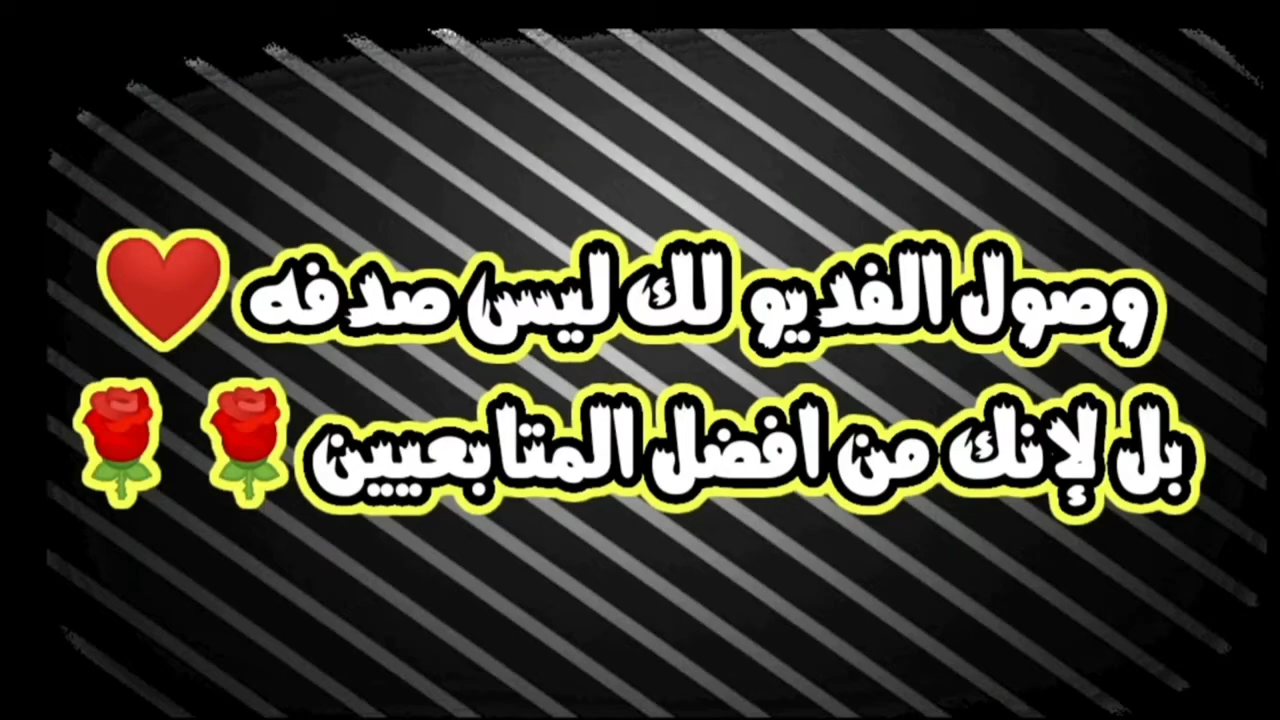 وصول الفديو لك ليس صدفه ❤️
بل لإنك من افضل المتابعيين 🌹 🌹